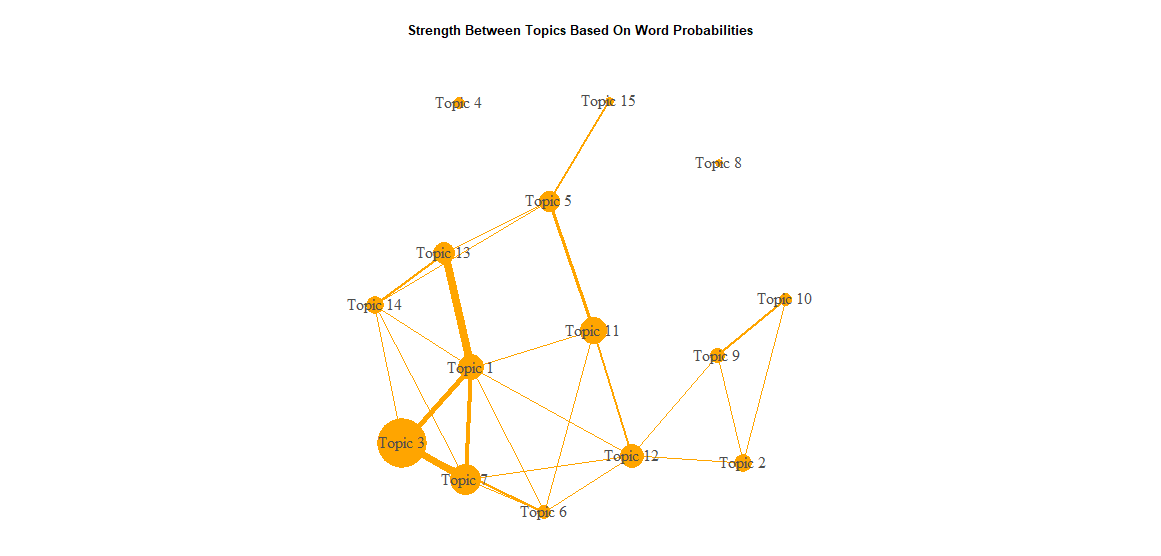 Strength Between Topics Based On Word Probabilities
Topic 4
Topic 15
Topic 8
Topic 5
Topic 13
Topic 10
Topic 14
Topic 11
Topic 9
Topic 1
Topic 3
Topic 12
Topic 2
Topic 7
Topic 6